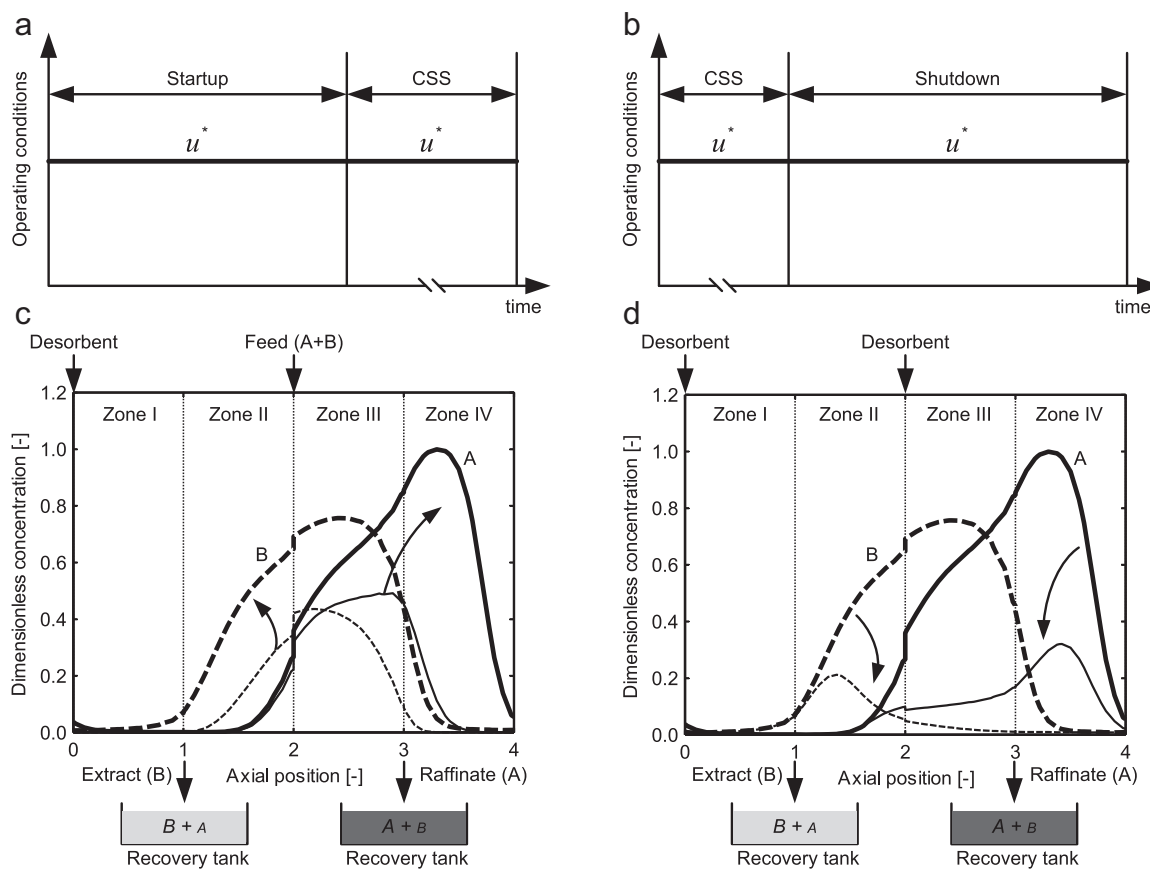 a
Operating conditions
Startup
CSS
u*
u*
time
b
Operating conditions
CSS
Shutdown
u*
u*
time
c
Desorbent
Feed (A+B)
Dimensionless concentration [-]
1.2
1.0
0.8
0.6
0.4
0.2
0.0
Zone I
Zone II
Zone III
Zone IV
A
B
0
1
2
3
4
Extract (B)
Axial position [-]
Raffinate (A)
B + A
A + B
Recovery tank
Recovery tank
d
Desorbent
Desorbent
Dimensionless concentration [-]
1.2
1.0
0.8
0.6
0.4
0.2
0.0
Zone I
Zone II
Zone III
Zone IV
A
B
0
1
2
3
4
Extract (B)
Axial position [-]
Raffinate (A)
B + A
A + B
Recovery tank
Recovery tank